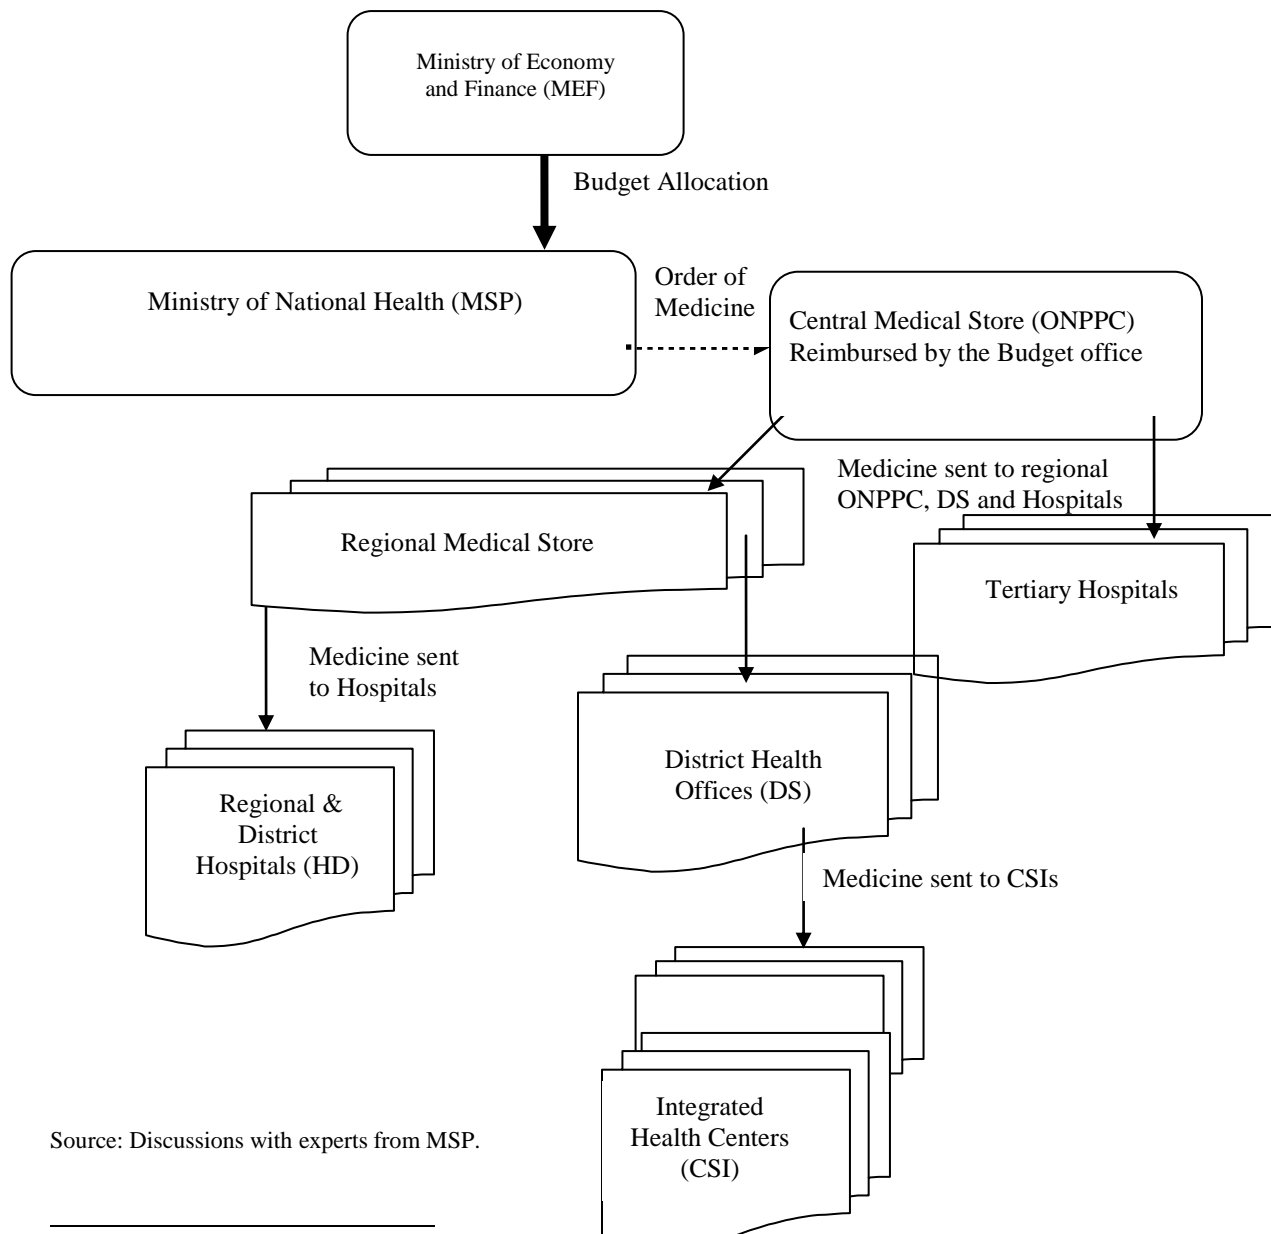 Ministry of Economy
and Finance (MEF)
Budget Allocation
Ministry of National Health (MSP)
Order of
Medicine
Central Medical Store (ONPPC)
Reimbursed by the Budget office
Medicine sent to regional
ONPPC, DS and Hospitals
Regional Medical Store
Tertiary Hospitals
Medicine sent
to Hospitals
District Health
Offices (DS)
Regional &
District
Hospitals (HD)
Medicine sent to CSIs
Integrated
Health Centers
(CSI)
Source: Discussions with experts from MSP.